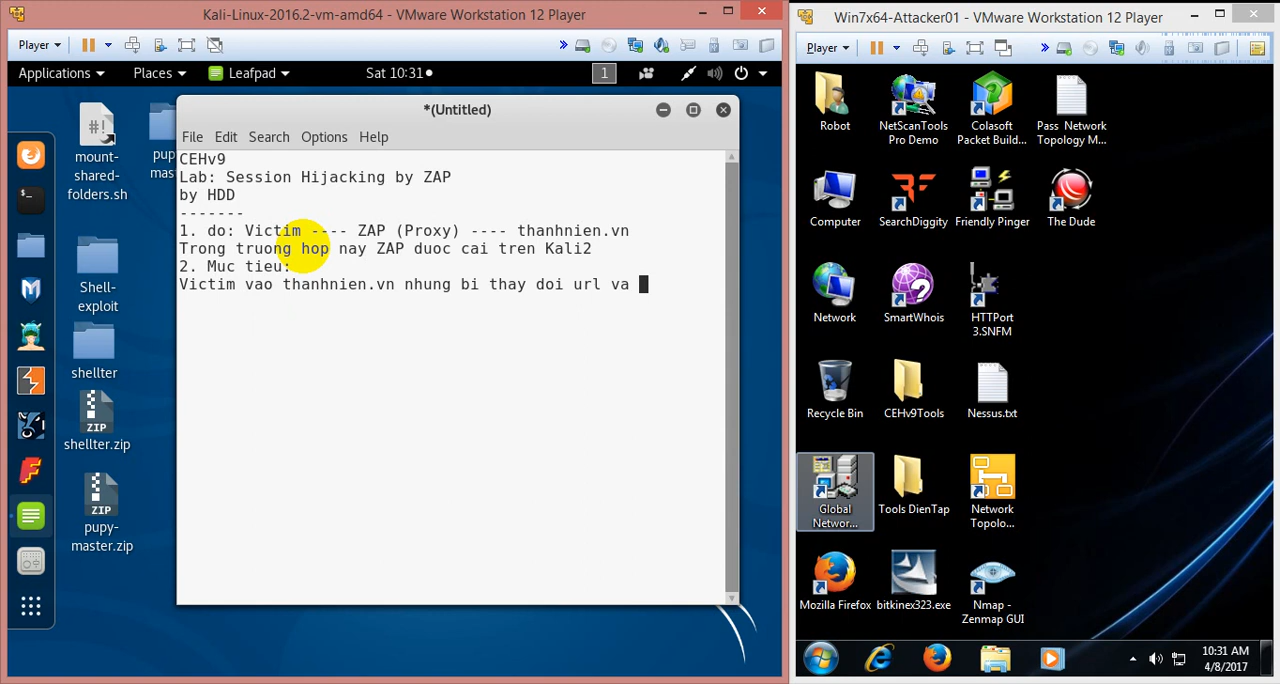 Kali-Linux-2016.2-vm-amd64 - VMware Workstation 12 Player
Player
Applications
Places
Leafpad
Sat 10:31
1
mount-
shared-
folders.sh
pup
mas
Shell-
exploit
shellter
ZIP
shellter.zip
ZIP
pupy-
master.zip
*(Untitled)
File Edit Search Options Help
CEHv9
Lab: Session Hijacking by ZAP
by HDD
-------
1. do: Victim ---- ZAP (Proxy) ---- thanhnien.vn
Trong truong hop nay ZAP duoc cai tren Kali2
2. Muc tieu:
Victim vao thanhnien.vn nhung bi thay doi url va
Win7x64-Attacker01 - VMware Workstation 12 Player
Player
Robot
NetScanTools
Pro Demo
Colasoft
Packet Build...
Pass Network
Topology M...
Computer
SearchDiggity
Friendly Pinger
The Dude
Network
SmartWhois
HTTPort
3.SNFM
Recycle Bin
CEHv9Tools
Nessus.txt
Global
Networ...
Tools DienTap
Network
Topolo...
Mozilla Firefox
bitkinex323.exe
Nmap -
Zenmap GUI
10:31 AM
4/8/2017